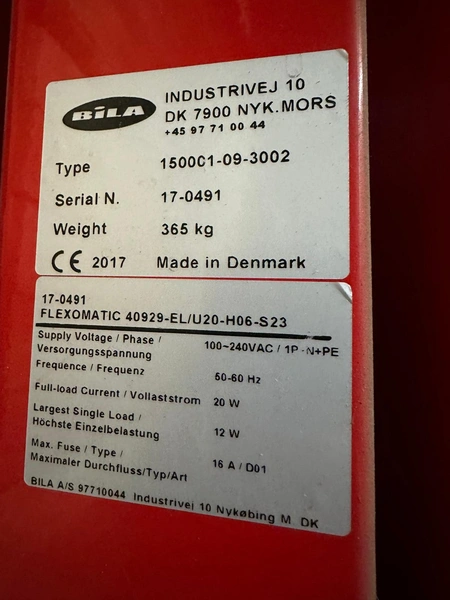 BILA
INDUSTRIVEJ 10
DK 7900 NYK.MORS
+45 97 71 00 44
Type 150001-09-3002
Serial N. 17-0491
Weight 365 kg
CE 2017 Made in Denmark
17-0491
FLEXOMATIC 40929-EL/U20-H06-S23
Supply Voltage / Phase /
Versorgungsspannung 100~240VAC / 1P+N+PE
Frequence / Frequenz 50-60 Hz
Full-load Current / Vollaststrom 20 W
Largest Single Load /
Höchste Einzelbelastung 12 W
Max. Fuse / Type /
Maximaler Durchfluss/Typ/Art 16 A / D01
BILA A/S 97710044 Industrivej 10 Nykøbing M. DK